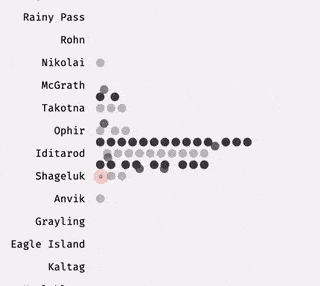 Rainy Pass
Rohn
Nikolai
McGrath
Takotna
Ophir
Iditarod
Shageluk
Anvik
Grayling
Eagle Island
Kaltag